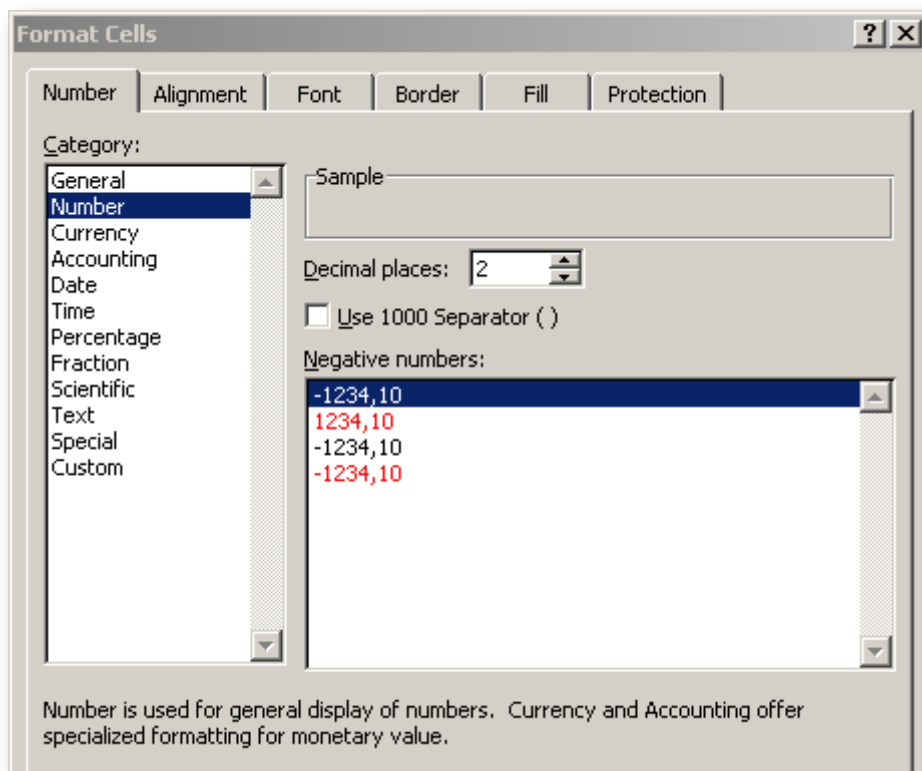 Format Cells
Number Alignment Font Border Fill Protection
Category:
General
Number
Currency
Accounting
Date
Time
Percentage
Fraction
Scientific
Text
Special
Custom
Sample
Decimal places: 2
Use 1000 Separator ( )
Negative numbers:
-1234,10
1234,10
-1234,10
-1234,10
Number is used for general display of numbers.  Currency and Accounting offer
specialized formatting for monetary value.